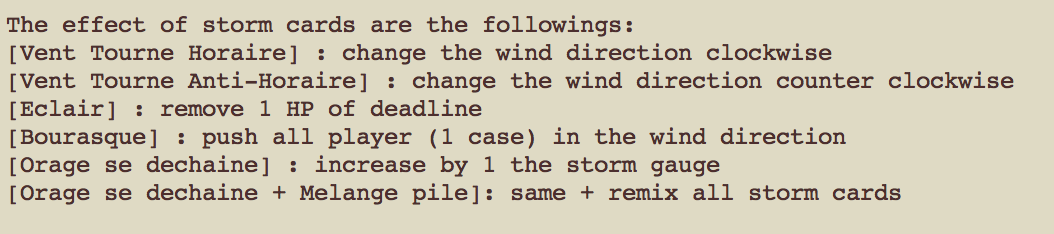 The effect of storm cards are the followings:
[Vent Tourne Horaire] : change the wind direction clockwise
[Vent Tourne Anti-Horaire] : change the wind direction counter clockwise
[Eclair] : remove 1 HP of deadline
[Bourasque] : push all player (1 case) in the wind direction
[Orage se dechaine] : increase by 1 the storm gauge
[Orage se dechaine + Melange pile]: same + remix all storm cards